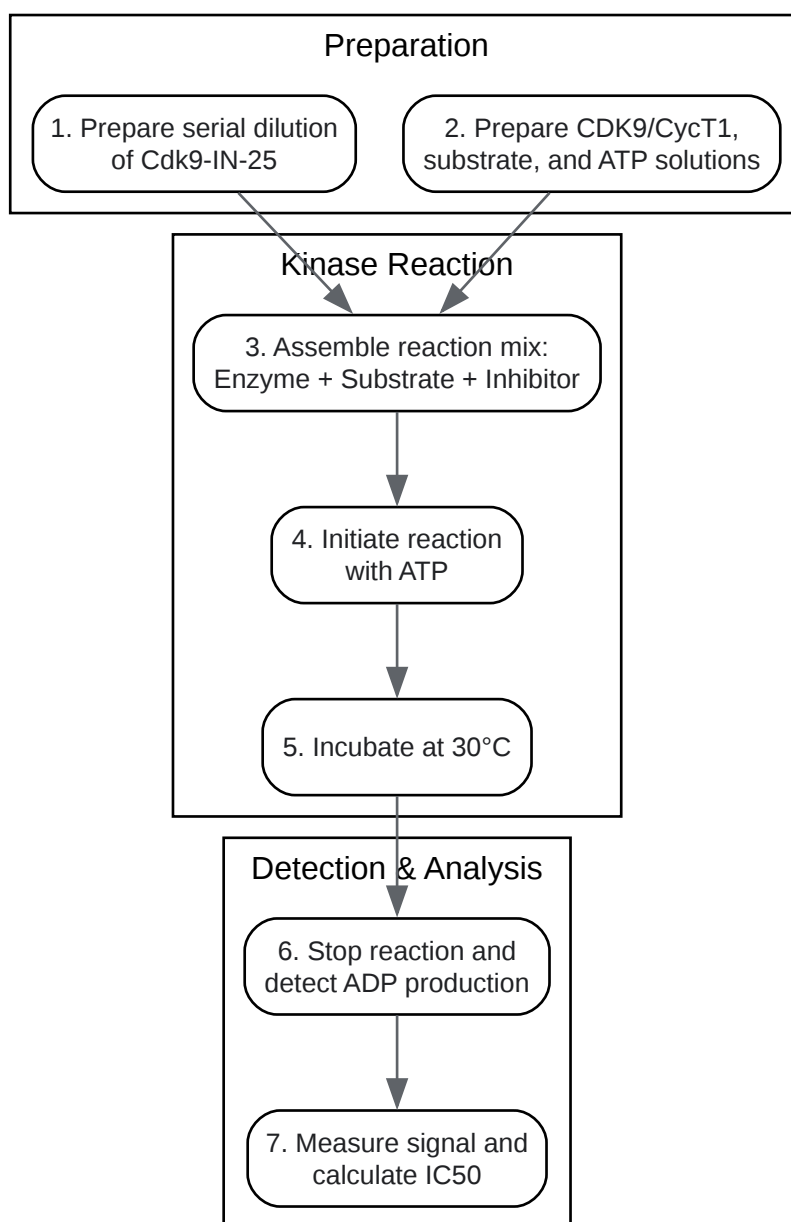 Preparation
1. Prepare serial dilution
of Cdk9-IN-25
2. Prepare CDK9/CycT1,
substrate, and ATP solutions
Kinase Reaction
3. Assemble reaction mix:
Enzyme + Substrate + Inhibitor
4. Initiate reaction
with ATP
5. Incubate at 30°C
Detection & Analysis
6. Stop reaction and
detect ADP production
7. Measure signal and
calculate IC50